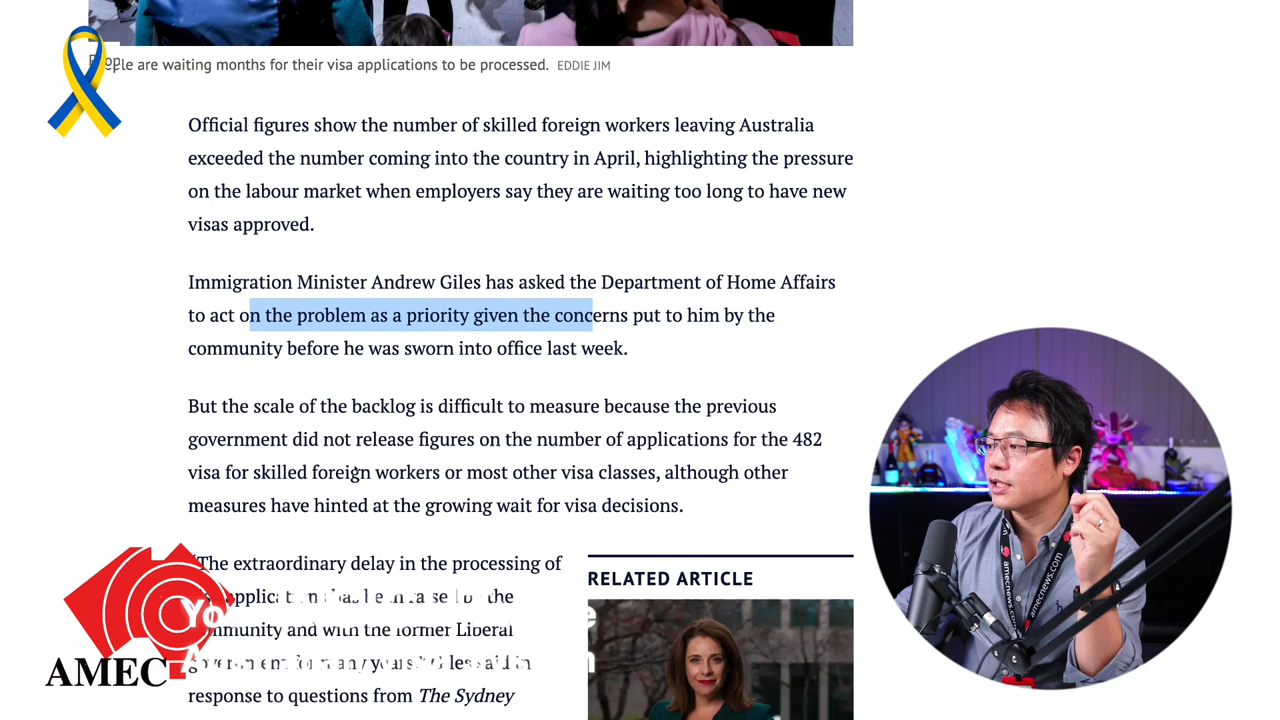 are waiting months for their visa applications to be processed. EDDIE JIM
Official figures show the number of skilled foreign workers leaving Australia
exceeded the number coming into the country in April, highlighting the pressure
on the labour market when employers say they are waiting too long to have new
visas approved.
Immigration Minister Andrew Giles has asked the Department of Home Affairs
to act on the problem as a priority given the concerns put to him by the
community before he was sworn into office last week.
But the scale of the backlog is difficult to measure because the previous
government did not release figures on the number of applications for the 482
visa for skilled foreign workers or most other visa classes, although other
measures have hinted at the growing wait for visa decisions.
The extraordinary delay in the processing of
the
community and with the former Liberal
response to questions from The Sydney
RELATED ARTICLE
AMEC
amecnews.com
amecnews.com